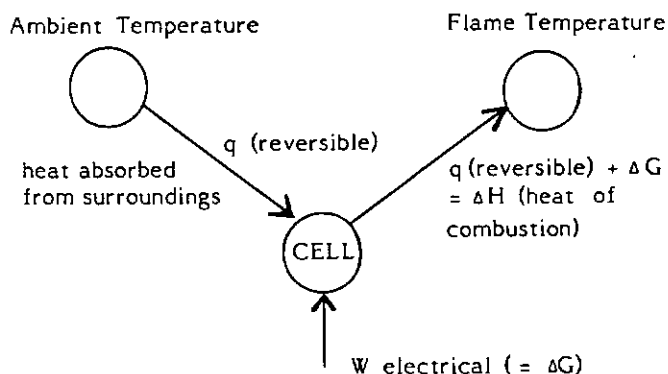 Ambient Temperature
Flame Temperature
q (reversible)
heat absorbed
from surroundings
q (reversible) + ΔG
= ΔH (heat of
combustion)
CELL
W electrical ( = ΔG)